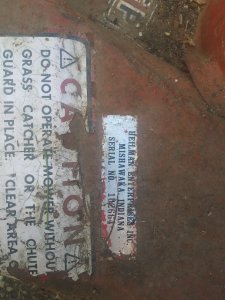 ⚠ CAUTION ⚠
DO NOT OPERATE MOWER WITHOUT
GRASS CATCHER OR THE CHUTE
GUARD IN PLACE. CLEAR AREA O
ENTERPRISES INC.
MISHAWAKA, INDIANA
SERIAL NO.